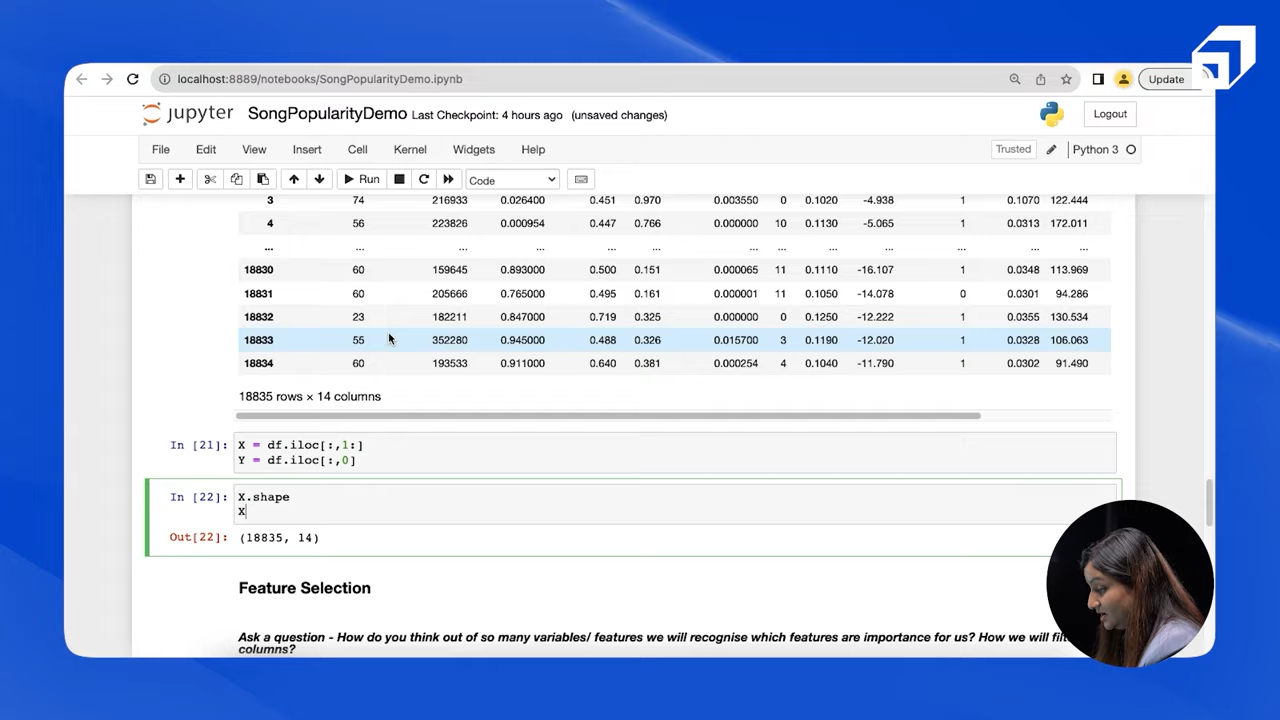 localhost:8889/notebooks/SongPopularityDemo.ipynb
Update
jupyter SongPopularityDemo Last Checkpoint: 4 hours ago (unsaved changes)
Logout
File Edit View Insert Cell Kernel Widgets Help Trusted Python 3
Run Code
3 74 216933 0.026400 0.451 0.970 0.003550 0 0.1020 -4.938 1 0.1070 122.444
4 56 223826 0.000954 0.447 0.766 0.000000 10 0.1130 -5.065 1 0.0313 172.011
... ... ... ... ... ... ... ... ... ... ... ... ...
18830 60 159645 0.893000 0.500 0.151 0.000065 11 0.1110 -16.107 1 0.0348 113.969
18831 60 205666 0.765000 0.495 0.161 0.000001 11 0.1050 -14.078 0 0.0301 94.286
18832 23 182211 0.847000 0.719 0.325 0.000000 0 0.1250 -12.222 1 0.0355 130.534
18833 55 352280 0.945000 0.488 0.326 0.015700 3 0.1190 -12.020 1 0.0328 106.063
18834 60 193533 0.911000 0.640 0.381 0.000254 4 0.1040 -11.790 1 0.0302 91.490
18835 rows × 14 columns
In [21]: X = df.iloc[:,1:]
Y = df.iloc[:,0]
In [22]: X.shape
X
Out[22]: (18835, 14)
Feature Selection
Ask a question - How do you think out of so many variables/ features we will recognise which features are importance for us? How we will
columns?